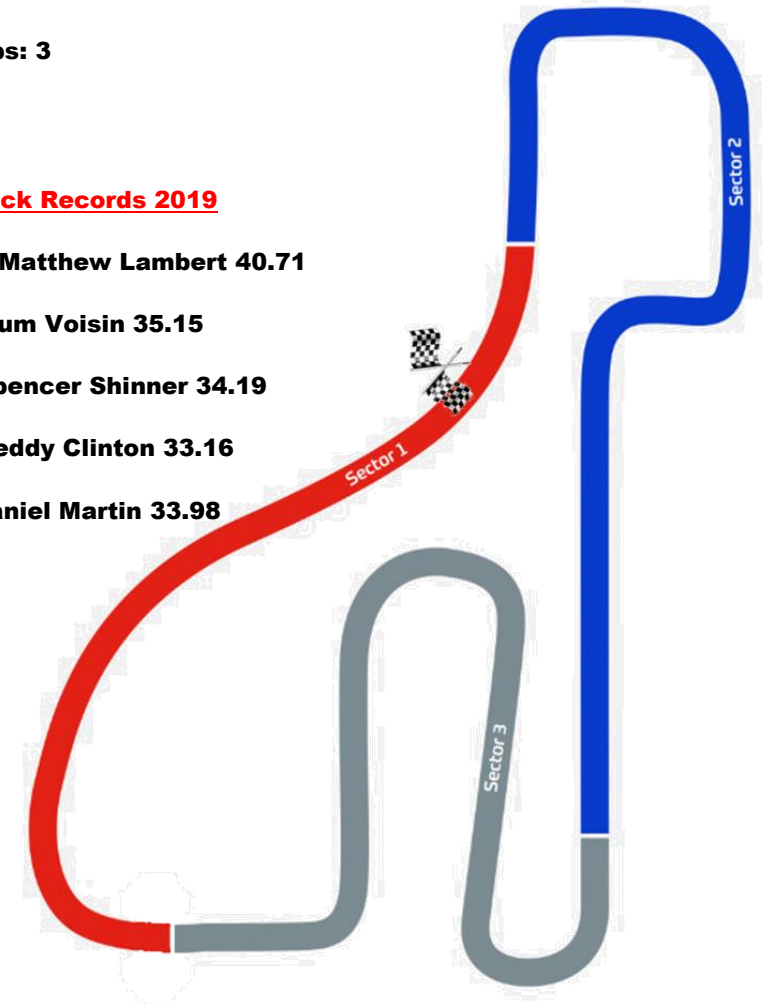 ps: 3
ck Records 2019
Matthew Lambert 40.71
um Voisin 35.15
pencer Shinner 34.19
eddy Clinton 33.16
aniel Martin 33.98
Sector 1
Sector 2
Sector 3